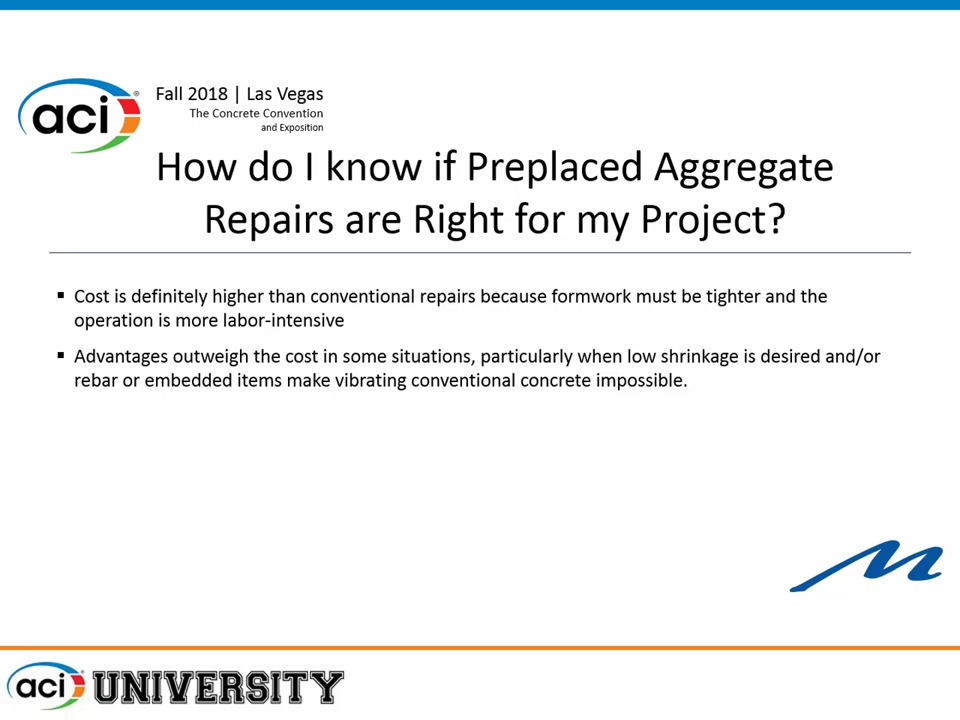 aci®
Fall 2018 | Las Vegas
The Concrete Convention
and Exposition
How do I know if Preplaced Aggregate
Repairs are Right for my Project?
▪ Cost is definitely higher than conventional repairs because formwork must be tighter and the
operation is more labor-intensive
▪ Advantages outweigh the cost in some situations, particularly when low shrinkage is desired and/or
rebar or embedded items make vibrating conventional concrete impossible.
aci UNIVERSITY